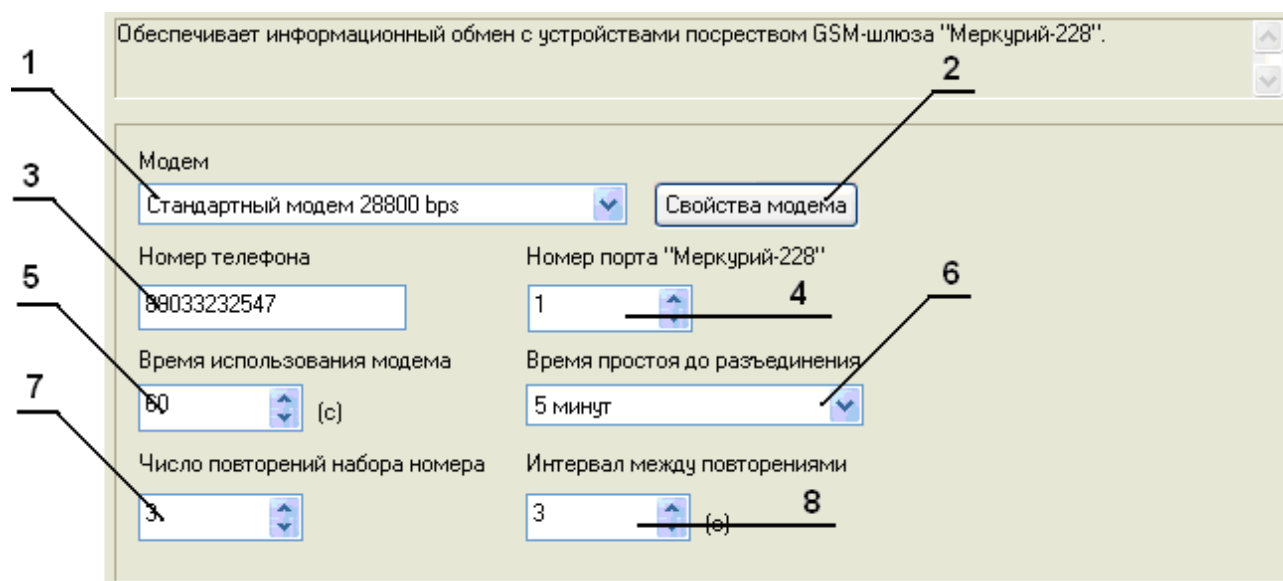 Обеспечивает информационный обмен с устройствами посреством GSM-шлюза "Меркурий-228".
1
2
Модем
3
Стандартный модем 28800 bps
Свойства модема
Номер телефона
Номер порта "Меркурий-228"
5
6
88033232547
1
4
Время использования модема
Время простоя до разъединения
7
60
(с)
5 минут
Число повторений набора номера
Интервал между повторениями
3
3
8
(с)